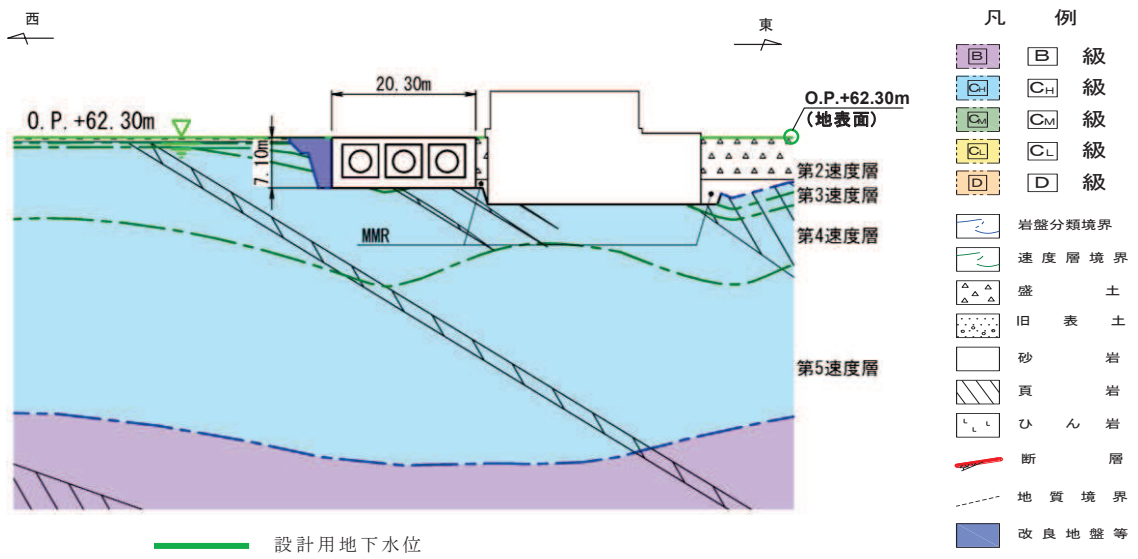 西
東
20.30m
O.P.+62.30m
O.P.+62.30m
(地表面)
7.10m
第2速度層
第3速度層
MMR
第4速度層
第5速度層
設計用地下水位
凡 例
B B 級
CH CH 級
CM CM 級
CL CL 級
D D 級
岩盤分類境界
速度層境界
盛 土
旧 表 土
砂 岩
頁 岩
ひ ん 岩
断 層
地 質 境 界
改 良 地 盤 等